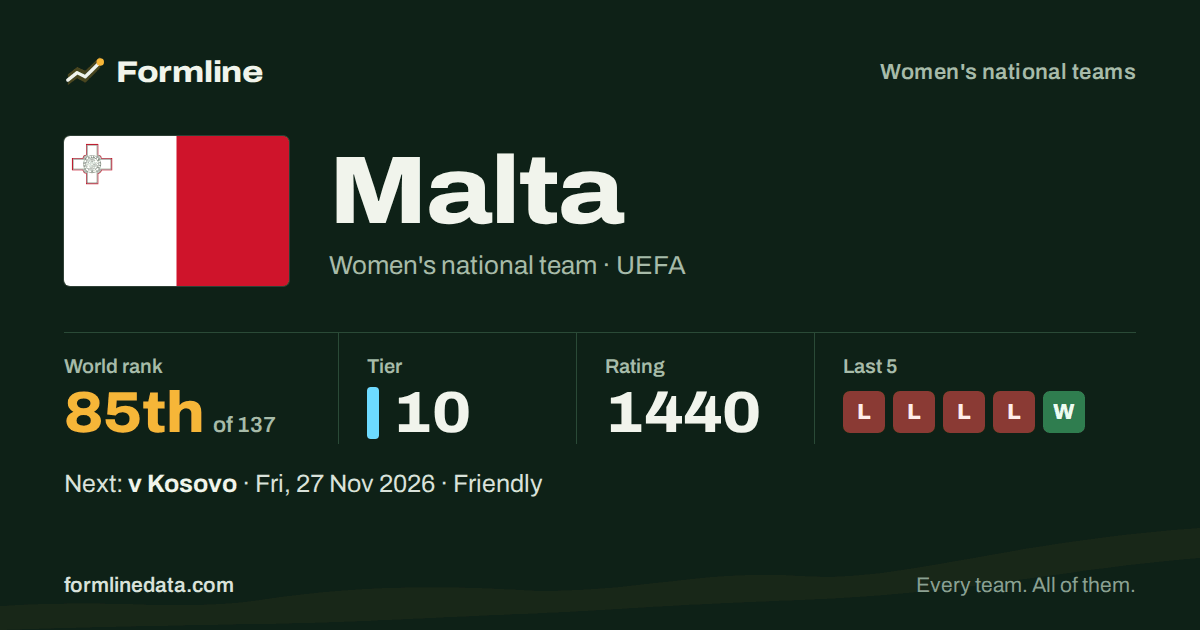 Formline
Women's national teams
Malta
Women's national team · UEFA
World rank
Tier
Rating
Last 5
85th of 137
10
1440
L L L L W
Next: v Kosovo · Fri, 27 Nov 2026 · Friendly
formlinedata.com
Every team. All of them.